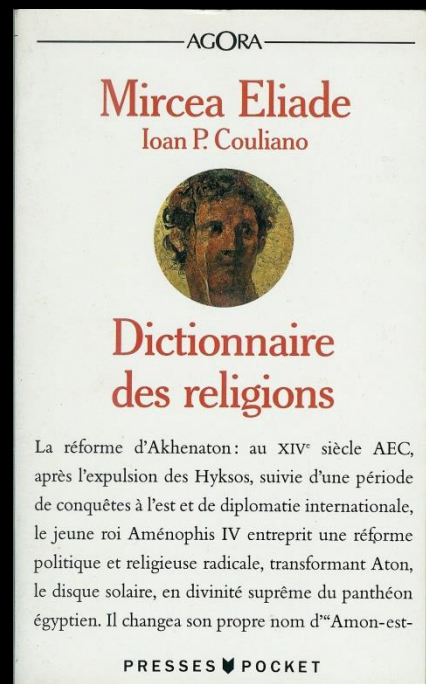 AGORA
Mircea Eliade
Ioan P. Couliano
Dictionnaire
des religions
La réforme d'Akhenaton : au XIVᵉ siècle AEC,
après l'expulsion des Hyksos, suivie d'une période
de conquêtes à l'est et de diplomatie internationale,
le jeune roi Aménophis IV entreprit une réforme
politique et religieuse radicale, transformant Aton,
le disque solaire, en divinité suprême du panthéon
égyptien. Il changea son propre nom d'“Amon-est-
PRESSES POCKET